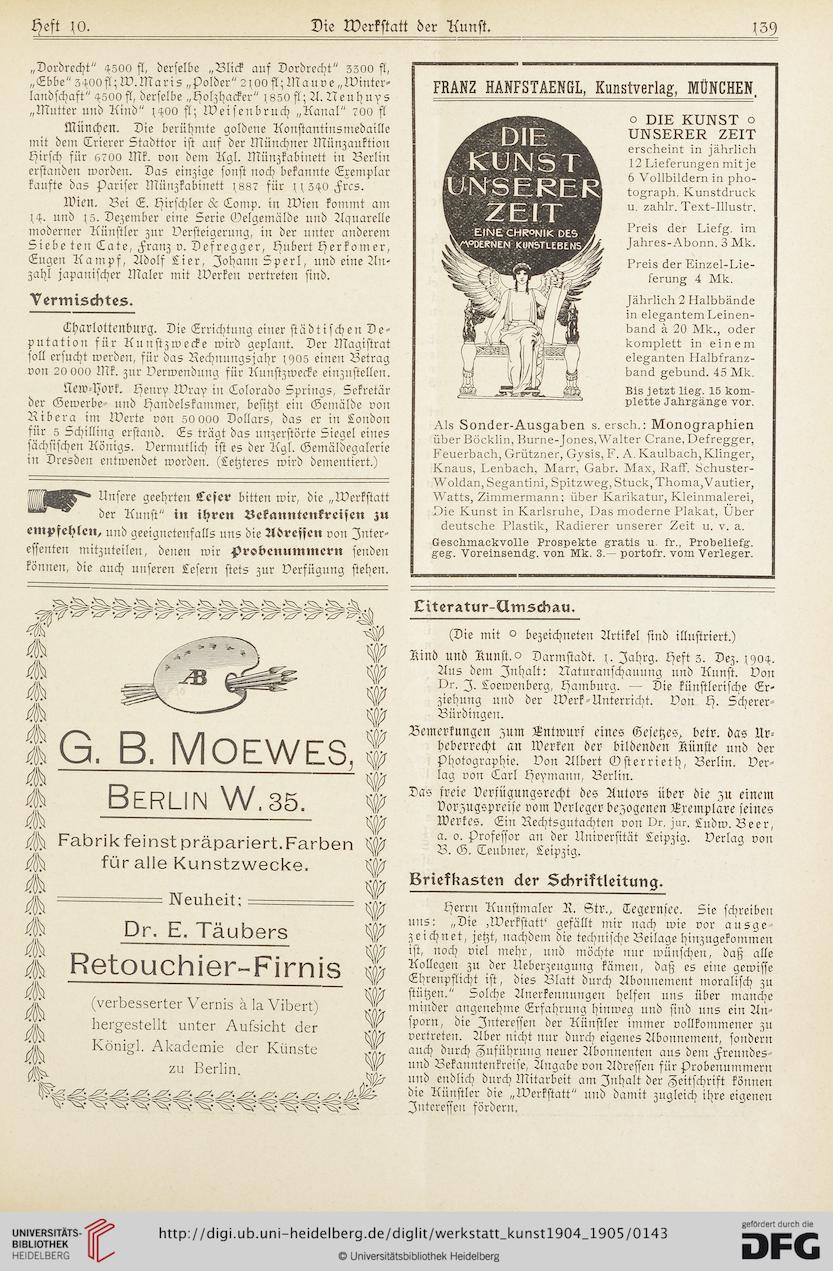 Heft 10.
Die Werkstatt der Kunst.
139
„Dordrecht“ 4500 fl, derselbe „Blick auf Dordrecht“ 3300 fl,
„Ebbe“ 3400 fl; W. Maris „Polder“ 2100 fl; Mauve „Winter-
landschaft“ 4500 fl, derselbe „Holzhacker“ 1850 fl; A. Neuhuys
„Mutter und Kind“ 1400 fl; Weisenbruch „Kanal“ 700 fl
München. Die berühmte goldene Konstantinsmedaille
mit dem Trierer Stadttor ist auf der Münchner Münzauktion
Hirsch für 6700 Mk. von dem Kgl. Münzkabinett in Berlin
erstanden worden. Das einzige sonst noch bekannte Exemplar
kaufte das Pariser Münzkabinett 1887 für 11340 Frcs.
Wien. Bei E. Hirschler & Comp. in Wien kommt am
14. und 15. Dezember eine Serie Oelgemälde und Aquarelle
moderner Künstler zur Versteigerung, in der unter anderem
Siebe ten Cate, Franz v. Defregger, Hubert Herkomer,
Eugen Kampf, Adolf Lier, Johann Sperl, und eine An-
zahl japanischer Maler mit Werken vertreten sind.
Vermischtes.
Charlottenburg. Die Errichtung einer städtischen De-
putation für Kunstzwecke wird geplant. Der Magistrat
soll ersucht werden, für das Rechnungsjahr 1905 einen Betrag
von 20 000 Mk. zur Verwendung für Kunstzwecke einzustellen.
New-York. Henry Wray in Colorado Springs, Sekretär
der Gewerbe- und Handelskammer, besitzt ein Gemälde von
Ribera im Werte von 50 000 Dollars, das er in London
für 5 Schilling erstand. Es trägt das unzerstörte Siegel eines
sächsischen Königs. Vermutlich ist es der Kgl. Gemäldegalerie
in Dresden entwendet worden. (Letzteres wird dementiert.)
Unsere geehrten Leser bitten wir, die „Werkstatt
der Kunst“ in ihren Bekanntenkreisen zu
empfehlen, und geeignetenfalls uns die Adressen von Inter-
essenten mitzuteilen, denen wir Probenummern senden
können, die auch unseren Lesern stets zur Verfügung stehen.
AB
G. B. MOEWES,
BERLIN W. 35.
Fabrik feinst präpariert. Farben
für alle Kunstzwecke.
Neuheit:
Dr. E. Täubers
Retouchier-Firnis
(verbesserter Vernis à la Vibert)
hergestellt unter Aufsicht der
Königl. Akademie der Künste
zu Berlin.
FRANZ HANFSTAENGL, Kunstverlag, MÜNCHEN.
DIE
KUNST
UNSERER
ZEIT
EINE CHRONIK DES
MODERNEN KUNSTLEBENS
° DIE KUNST °
UNSERER ZEIT
erscheint in jährlich
12 Lieferungen mit je
6 Vollbildern in pho-
tograph. Kunstdruck
u. zahlr. Text-Illustr.
Preis der Liefg. im
Jahres-Abonn. 3 Mk.
Preis der Einzel-Lie-
ferung 4 Mk.
Jährlich 2 Halbbände
in elegantem Leinen-
band à 20 Mk., oder
komplett in einem
eleganten Halbfranz-
band gebund. 45 Mk.
Bis jetzt lieg. 15 kom-
plette Jahrgänge vor.
Als Sonder-Ausgaben s. ersch.: Monographien
über Böcklin, Burne-Jones, Walter Crane, Defregger,
Feuerbach, Grützner, Gysis, F. A. Kaulbach, Klinger,
Knaus, Lenbach, Marr, Gabr. Max, Raff. Schuster-
Woldan, Segantini, Spitzweg, Stuck, Thoma, Vautier,
Watts, Zimmermann; über Karikatur, Kleinmalerei,
Die Kunst in Karlsruhe, Das moderne Plakat, Über
deutsche Plastik, Radierer unserer Zeit u. v. a.
Geschmackvolle Prospekte gratis u. fr., Probeliefg.
geg. Voreinsendg. von Mk. 3.— portofr. vom Verleger.
Literatur-Umschau.
(Die mit ° bezeichneten Artikel sind illustriert.)
Kind und Kunst.° Darmstadt. 1. Jahrg. Heft 3. Dez. 1904.
Aus dem Inhalt: Naturanschauung und Kunst. Von
Dr. J. Loewenberg, Hamburg. — Die künstlerische Er-
ziehung und der Werk-Unterricht. Von H. Scherer-
Büdingen.
Bemerkungen zum Entwurf eines Gesetzes, betr. das Ur-
heberrecht an Werken der bildenden Künste und der
Photographie. Von Albert Osterrieth, Berlin. Ver-
lag von Carl Heymann, Berlin.
Das freie Verfügungsrecht des Autors über die zu einem
Vorzugspreise vom Verleger bezogenen Exemplare seines
Werkes. Ein Rechtsgutachten von Dr. jur. Ludw. Beer,
a. o. Professor an der Universität Leipzig. Verlag von
B. G. Teubner, Leipzig.
Briefkasten der Schriftleitung.
Herrn Kunstmaler R. Str., Tegernsee. Sie schreiben
uns: „Die ‚Werkstatt‘ gefällt mir nach wie vor ausge-
zeichnet, jetzt, nachdem die technische Beilage hinzugekommen
ist, noch viel mehr, und möchte nur wünschen, daß alle
Kollegen zu der Ueberzeugung kämen, daß es eine gewisse
Ehrenpflicht ist, dies Blatt durch Abonnement moralisch zu
stützen.“ Solche Anerkennungen helfen uns über manche
minder angenehme Erfahrung hinweg und sind uns ein An-
sporn, die Interessen der Künstler immer vollkommener zu
vertreten. Aber nicht nur durch eigenes Abonnement, sondern
auch durch Zuführung neuer Abonnenten aus dem Freundes-
und Bekanntenkreise, Angabe von Adressen für Probenummern
und endlich durch Mitarbeit am Inhalt der Zeitschrift können
die Künstler die „Werkstatt“ und damit zugleich ihre eigenen
Interessen fördern.
UNIVERSITÄTS-
BIBLIOTHEK
HEIDELBERG
http://digi.ub.uni-heidelberg.de/diglit/werkstatt_kunst1904_1905/0143
© Universitätsbibliothek Heidelberg
gefördert durch die
DFG